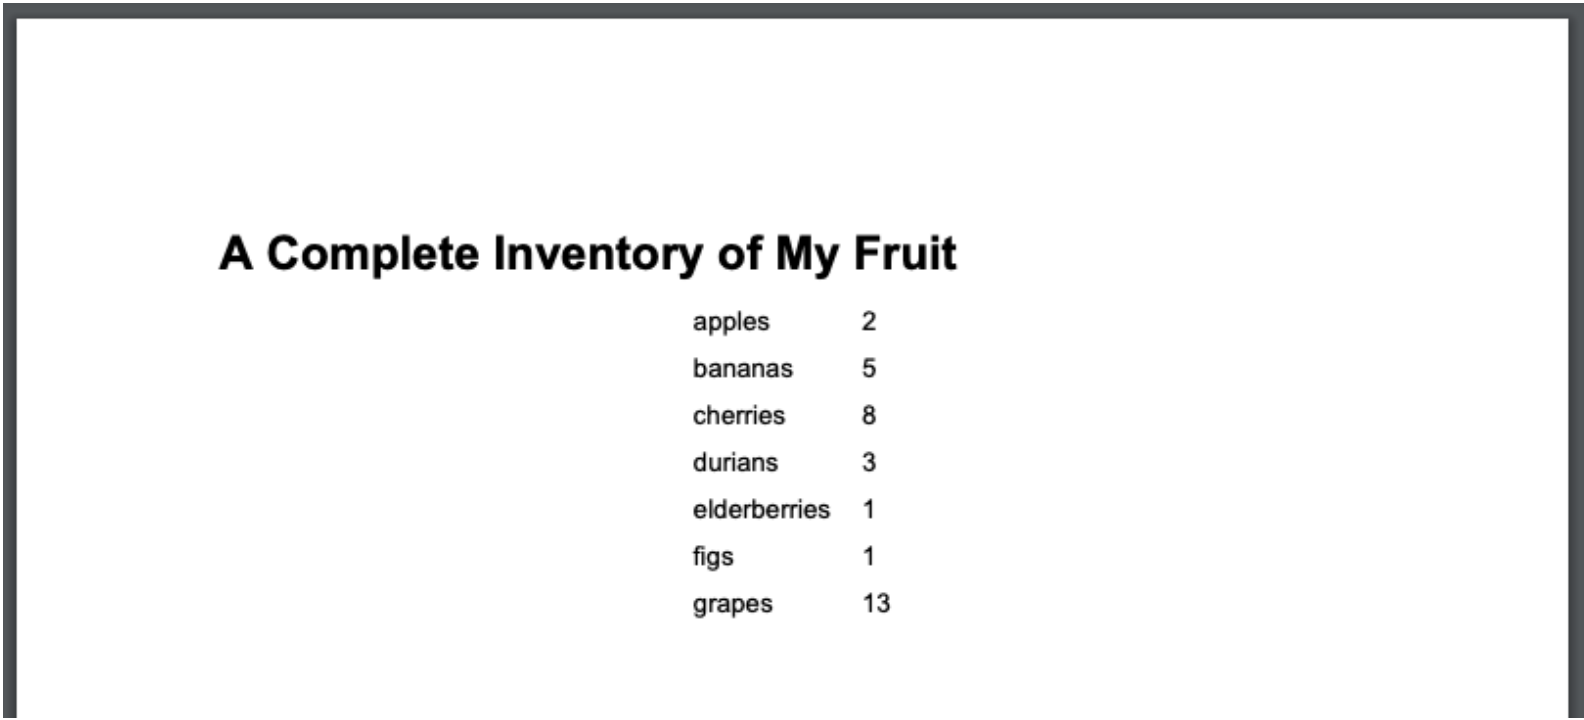 A Complete Inventory of My Fruit
apples 2
bananas 5
cherries 8
durians 3
elderberries 1
figs 1
grapes 13